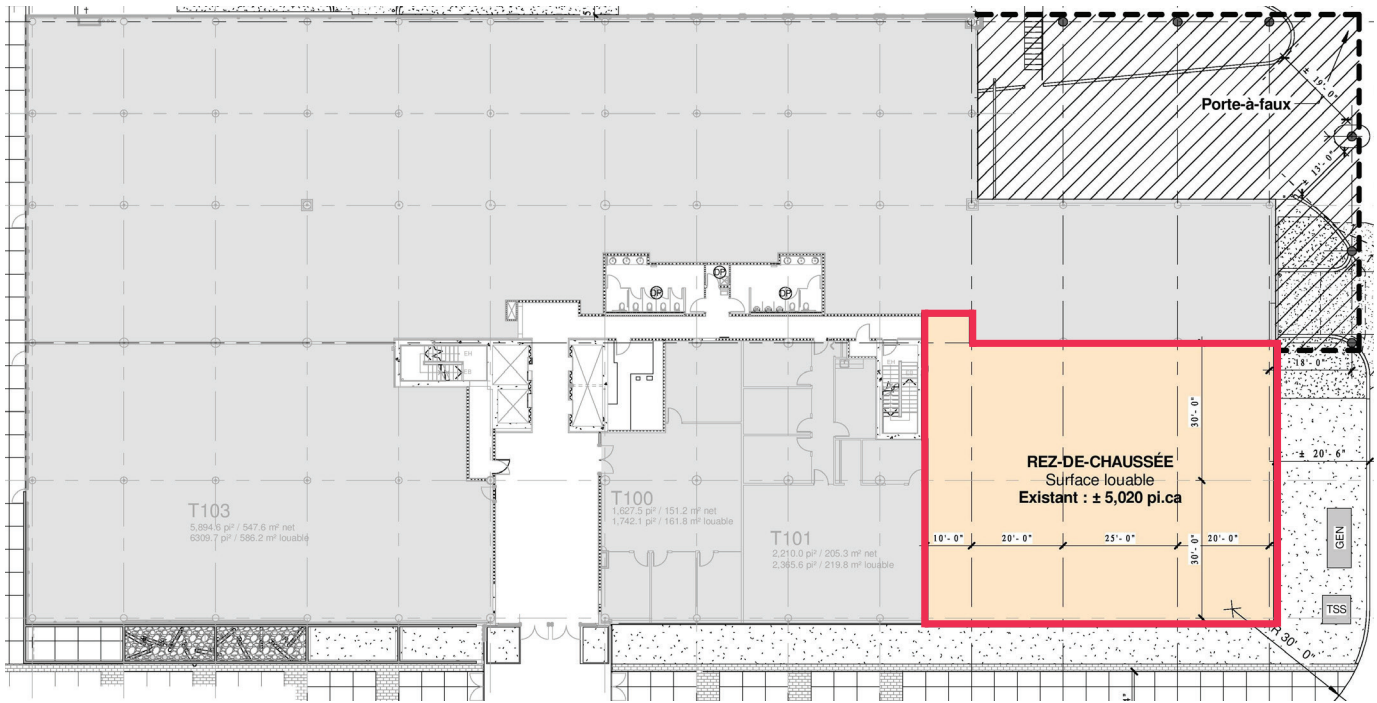 ± 19'- 0"
Porte-à-faux
± 13'- 0"
DP
DP
DP
EH
EB
EH
EB
18'- 0"
30'- 0"
± 20'- 6"
REZ-DE-CHAUSSÉE
Surface louable
Existant : ± 5,020 pi.ca
T103
5,894.6 pi² / 547.6 m² net
6309.7 pi² / 586.2 m² louable
T100
1,627.5 pi² / 151.2 m² net
1,742.1 pi² / 161.8 m² louable
T101
2,210.0 pi² / 205.3 m² net
2,365.6 pi² / 219.8 m² louable
10'- 0"
20'- 0"
25'- 0"
30'- 0"
20'- 0"
GEN
TSS
R 30'- 0"